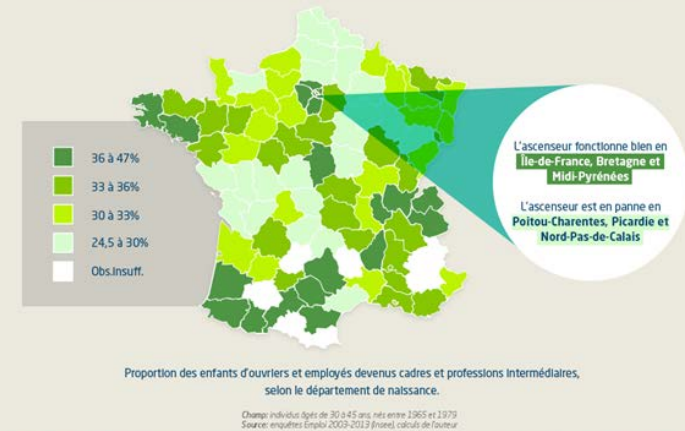 36 à 47%
33 à 36%
30 à 33%
24,5 à 30%
Obs.Insuff.
L'ascenseur fonctionne bien en
Île-de-France, Bretagne et
Midi-Pyrénées
L'ascenseur est en panne en
Poitou-Charentes, Picardie et
Nord-Pas-de-Calais
Proportion des enfants d'ouvriers et employés devenus cadres et professions intermédiaires,
selon le département de naissance.
Champ: individus âgés de 30 à 45 ans, nés entre 1965 et 1979
Source: enquêtes Emploi 2003-2013 (Insee), calculs de l'auteur